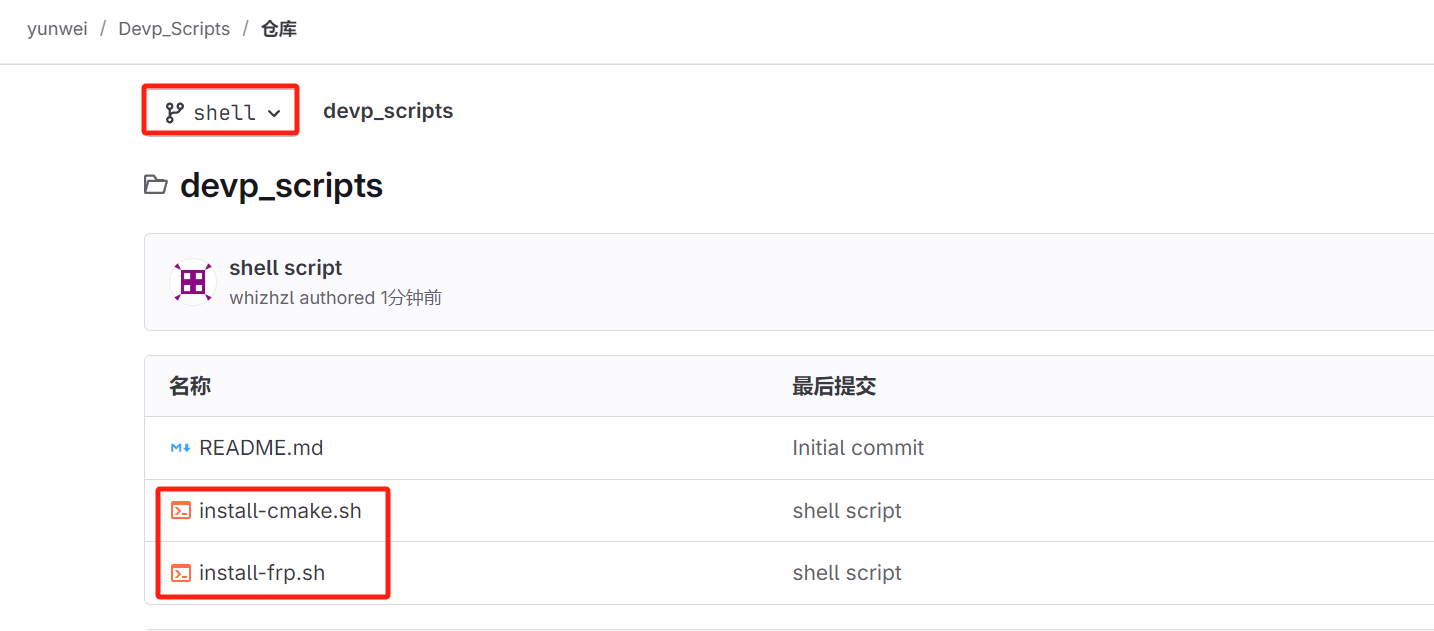 yunwei / Devp_Scripts / 仓库
shell devp_scripts
devp_scripts
shell script
whizhzl authored 1分钟前
名称 最后提交
README.md Initial commit
install-cmake.sh shell script
install-frp.sh shell script